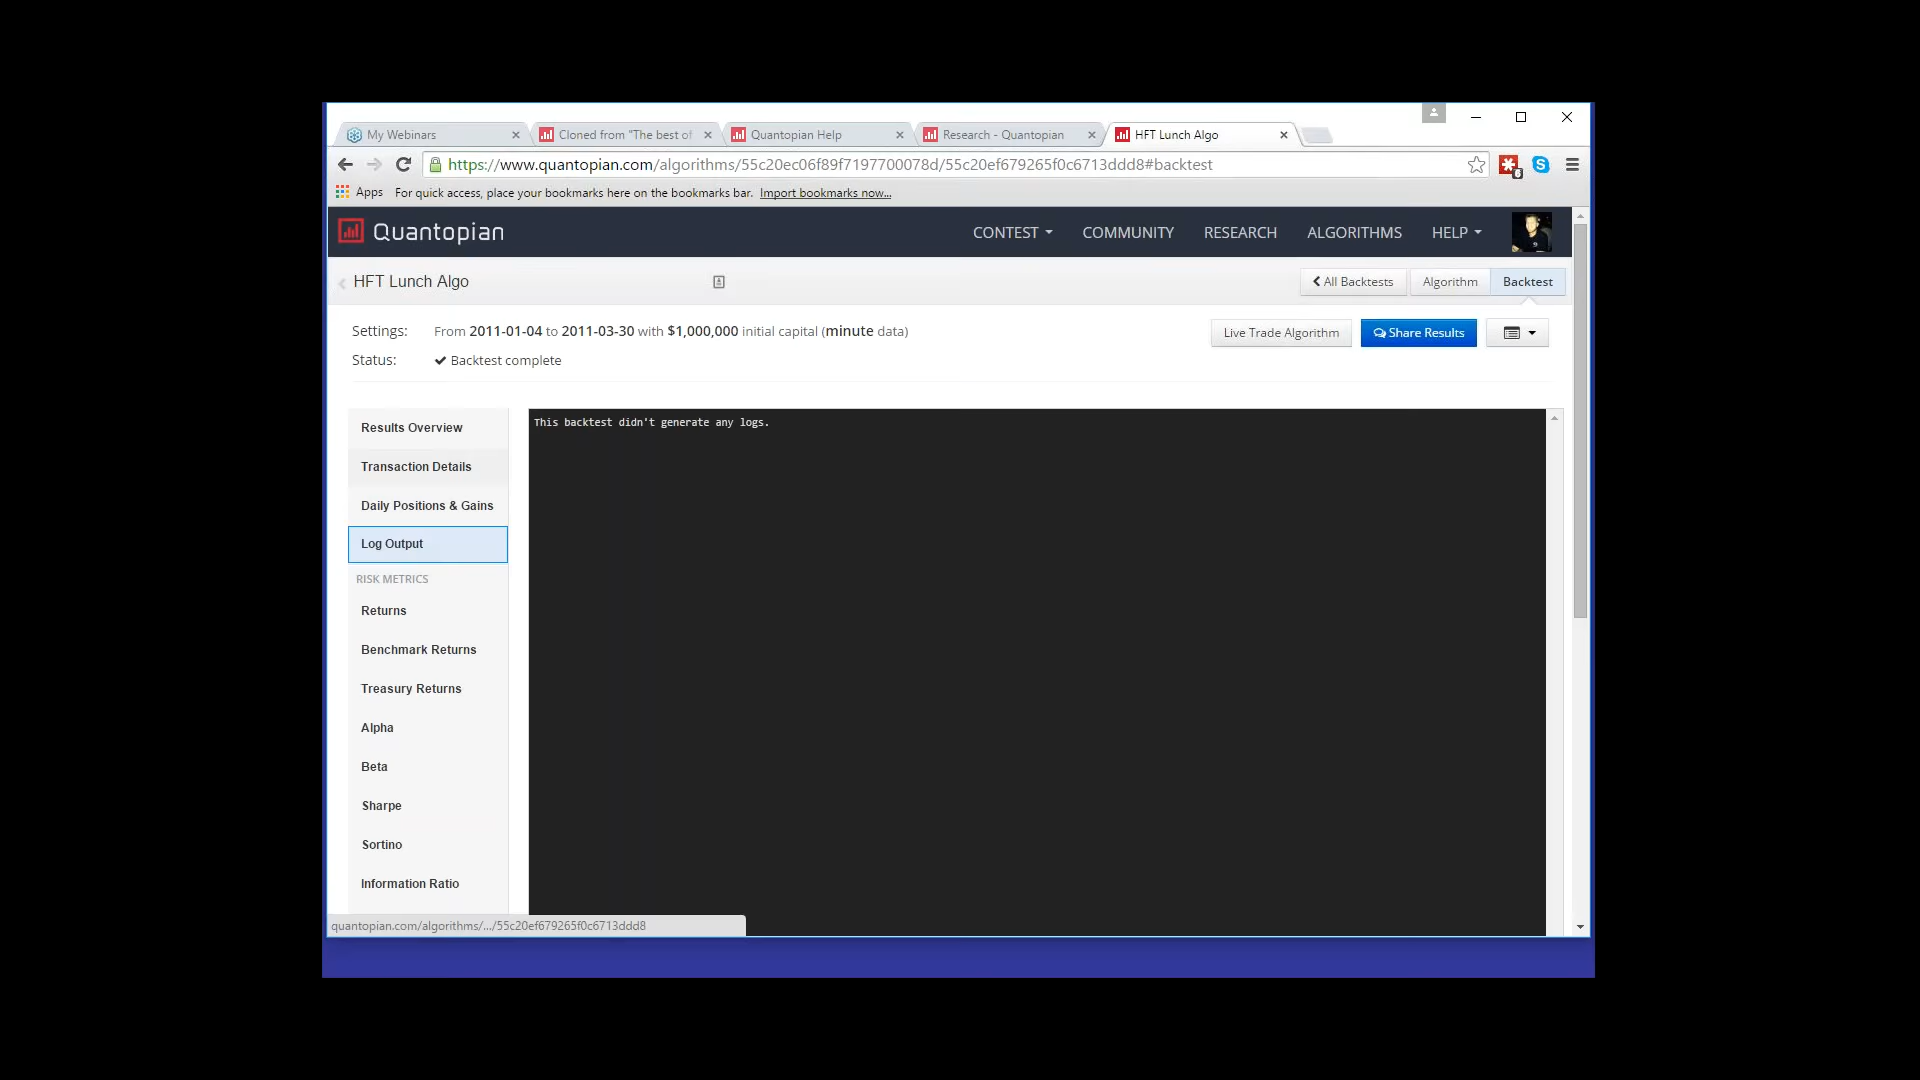 My Webinars
Cloned from "The best of
Quantopian Help
Research - Quantopian
HFT Lunch Algo
https://www.quantopian.com/algorithms/55c20ec06f89f7197700078d/55c20ef679265f0c6713ddd8#backtest
6
S
Apps
For quick access, place your bookmarks here on the bookmarks bar. Import bookmarks now...
Quantopian
CONTEST
COMMUNITY
RESEARCH
ALGORITHMS
HELP
HFT Lunch Algo
All Backtests
Algorithm
Backtest
Settings: From 2011-01-04 to 2011-03-30 with $1,000,000 initial capital (minute data)
Live Trade Algorithm
Share Results
Status: Backtest complete
Results Overview
Transaction Details
Daily Positions & Gains
Log Output
RISK METRICS
Returns
Benchmark Returns
Treasury Returns
Alpha
Beta
Sharpe
Sortino
Information Ratio
This backtest didn't generate any logs.
quantopian.com/algorithms/.../55c20ef679265f0c6713ddd8